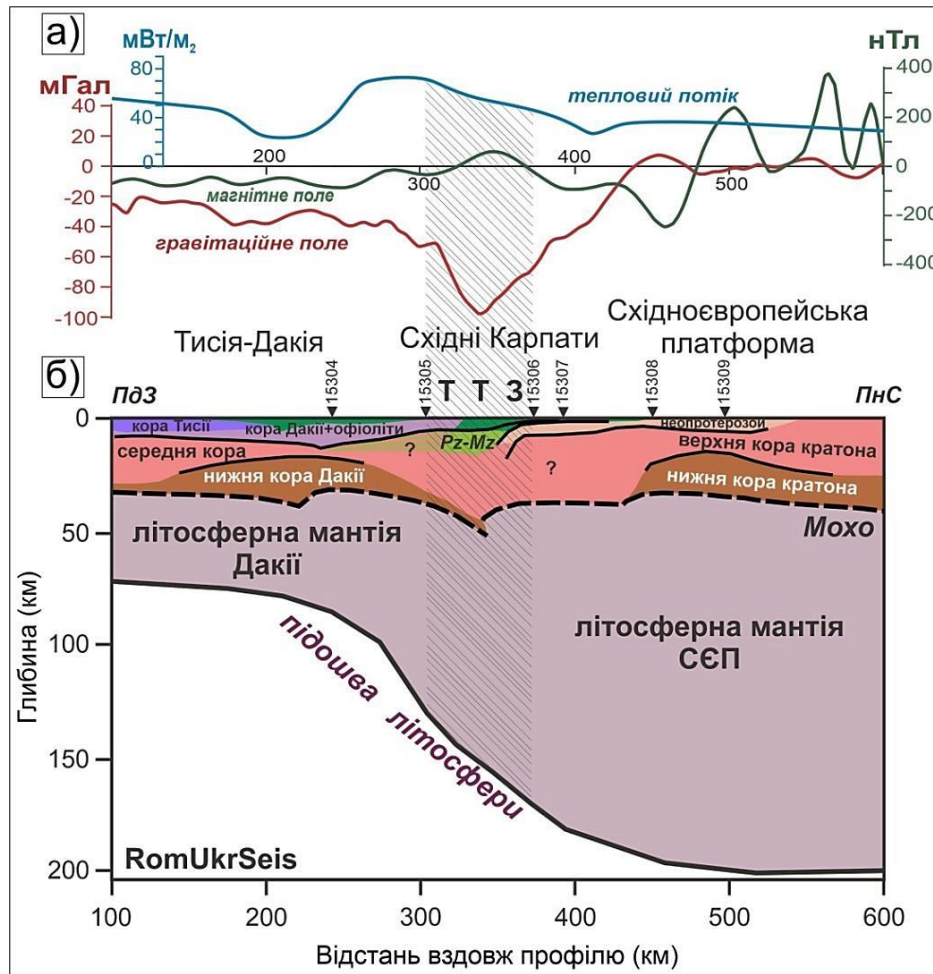 а)
мВт/м₂
нТл
мГал
80
40
0
40
20
0
-20
-40
-60
-80
-100
400
200
0
-200
-400
тепловий потік
200
300
400
500
магнітне поле
гравітаційне поле
Тисія-Дакія
Східні Карпати
Східноєвропейська
платформа
б)
ПдЗ
15304
15305
Т Т З
15306
15307
15308
15309
ПнС
кора Тисії
кора Дакії+офіоліти
Pz-Mz
неопротерозой
середня кора
?
?
верхня кора кратона
нижня кора Дакії
нижня кора кратона
Мохо
літосферна мантія
Дакії
літосферна мантія
СЄП
підошва літосфери
RomUkrSeis
Глибина (км)
0
50
100
150
200
100
200
300
400
500
600
Відстань вздовж профілю (км)